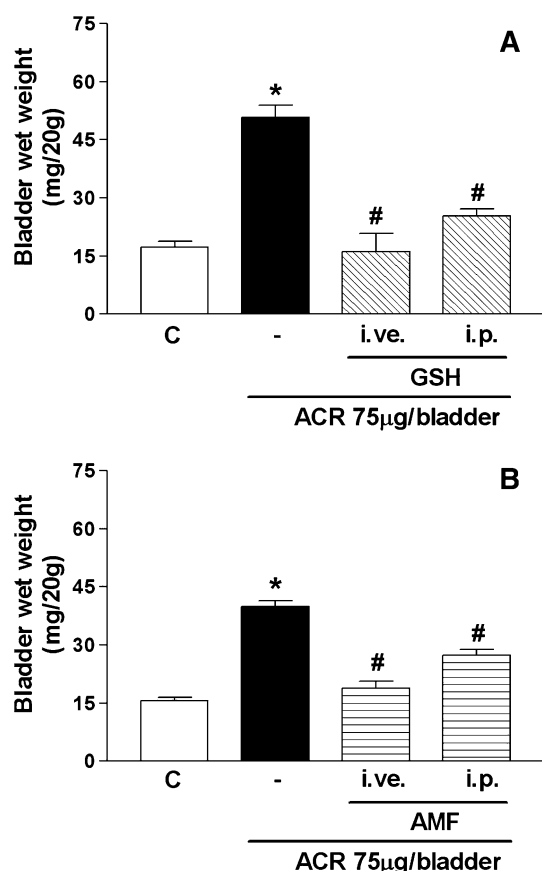 A
Bladder wet weight
(mg/20g)
75
60
45
30
15
0
*
#
#
C
-
i.ve.
i.p.
GSH
ACR 75μg/bladder
B
Bladder wet weight
(mg/20g)
75
60
45
30
15
0
*
#
#
C
-
i.ve.
i.p.
AMF
ACR 75μg/bladder